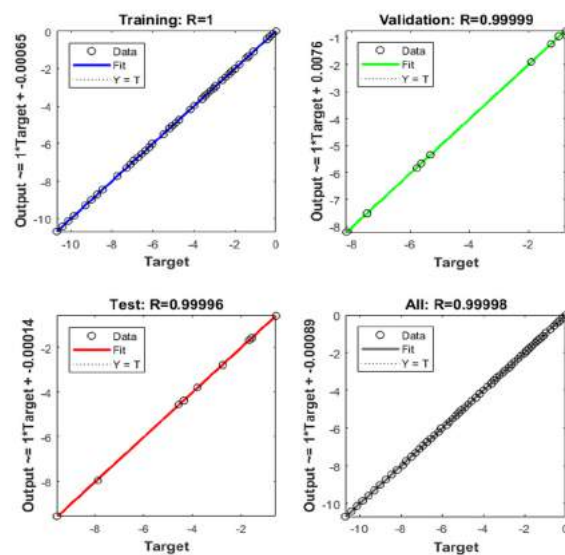 Training: R=1
Output ~= 1*Target + -0.00065
0
-2
-4
-6
-8
-10
Data
Fit
Y = T
-10
-8
-6
-4
-2
0
Target
Validation: R=0.99999
Output ~= 1*Target + 0.0076
-1
-2
-3
-4
-5
-6
-7
-8
Data
Fit
Y = T
-8
-6
-4
-2
Target
Test: R=0.99996
Output ~= 1*Target + -0.00014
-2
-4
-6
-8
Data
Fit
Y = T
-8
-6
-4
-2
Target
All: R=0.99998
Output ~= 1*Target + -0.00089
0
-2
-4
-6
-8
-10
Data
Fit
Y = T
-10
-8
-6
-4
-2
0
Target